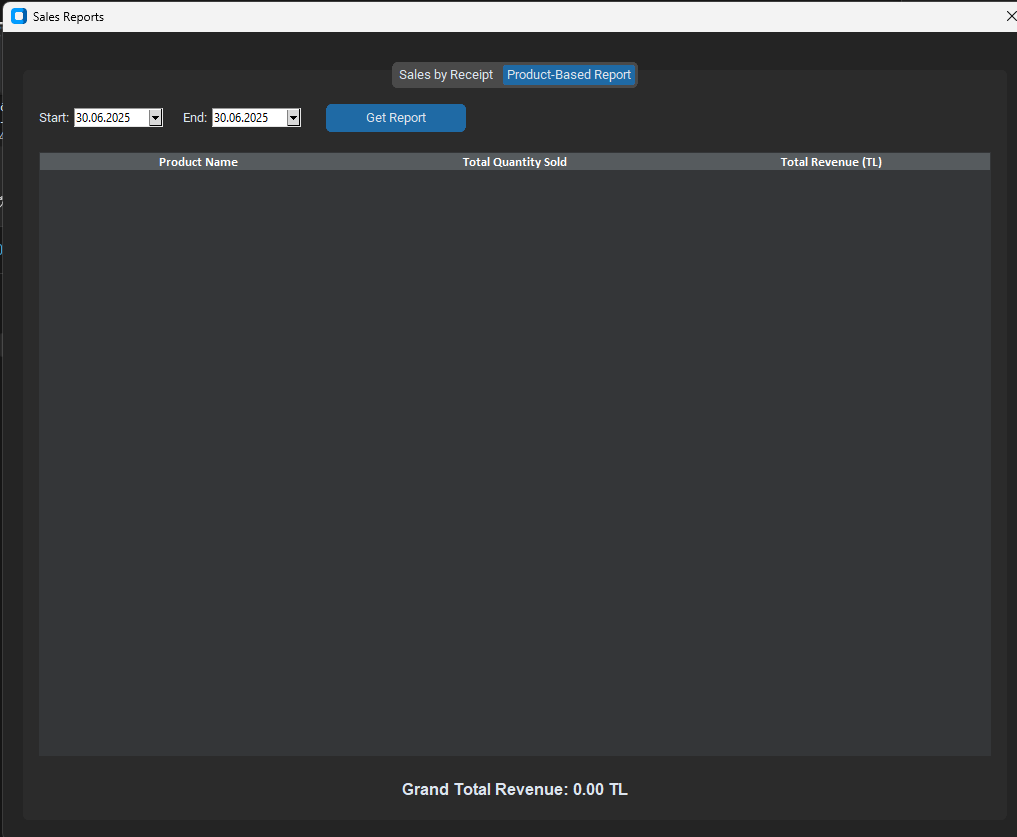 Sales Reports
Sales by Receipt Product-Based Report
Start: 30.06.2025 End: 30.06.2025 Get Report
Product Name Total Quantity Sold Total Revenue (TL)
Grand Total Revenue: 0.00 TL